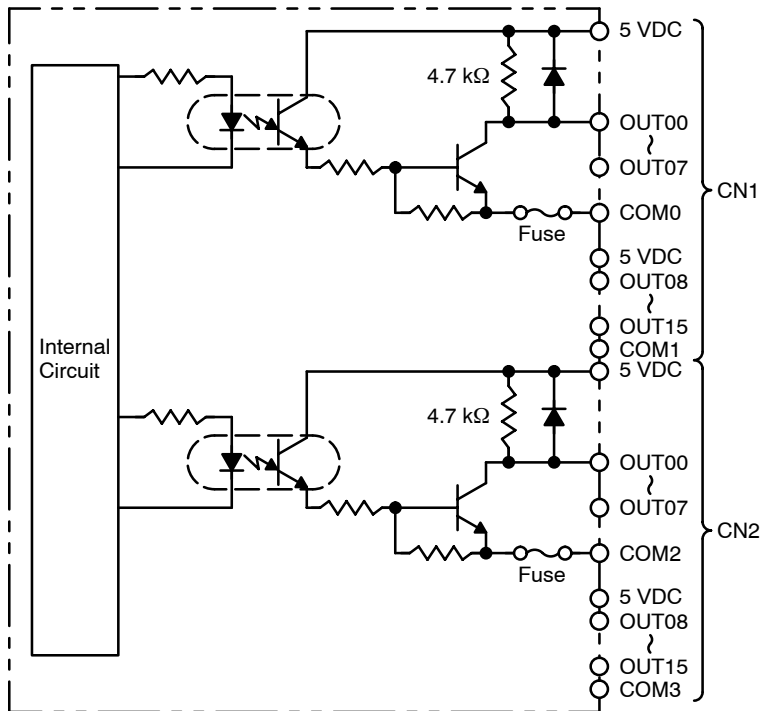 5 VDC
4.7 kΩ
OUT00
~
OUT07
CN1
COM0
Fuse
5 VDC
OUT08
~
OUT15
Internal
Circuit
COM1
5 VDC
4.7 kΩ
OUT00
~
OUT07
CN2
COM2
Fuse
5 VDC
OUT08
~
OUT15
COM3